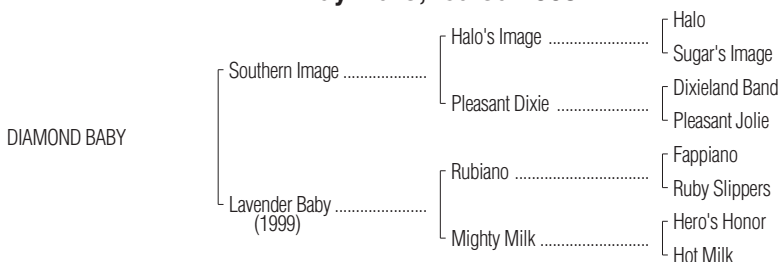 Halo
Halo's Image ........................
Sugar's Image
Southern Image ....................
Dixieland Band
Pleasant Dixie ......................
Pleasant Jolie
DIAMOND BABY
Fappiano
Rubiano ................................
Ruby Slippers
Lavender Baby ......................
(1999)
Hero's Honor
Mighty Milk ..........................
Hot Milk